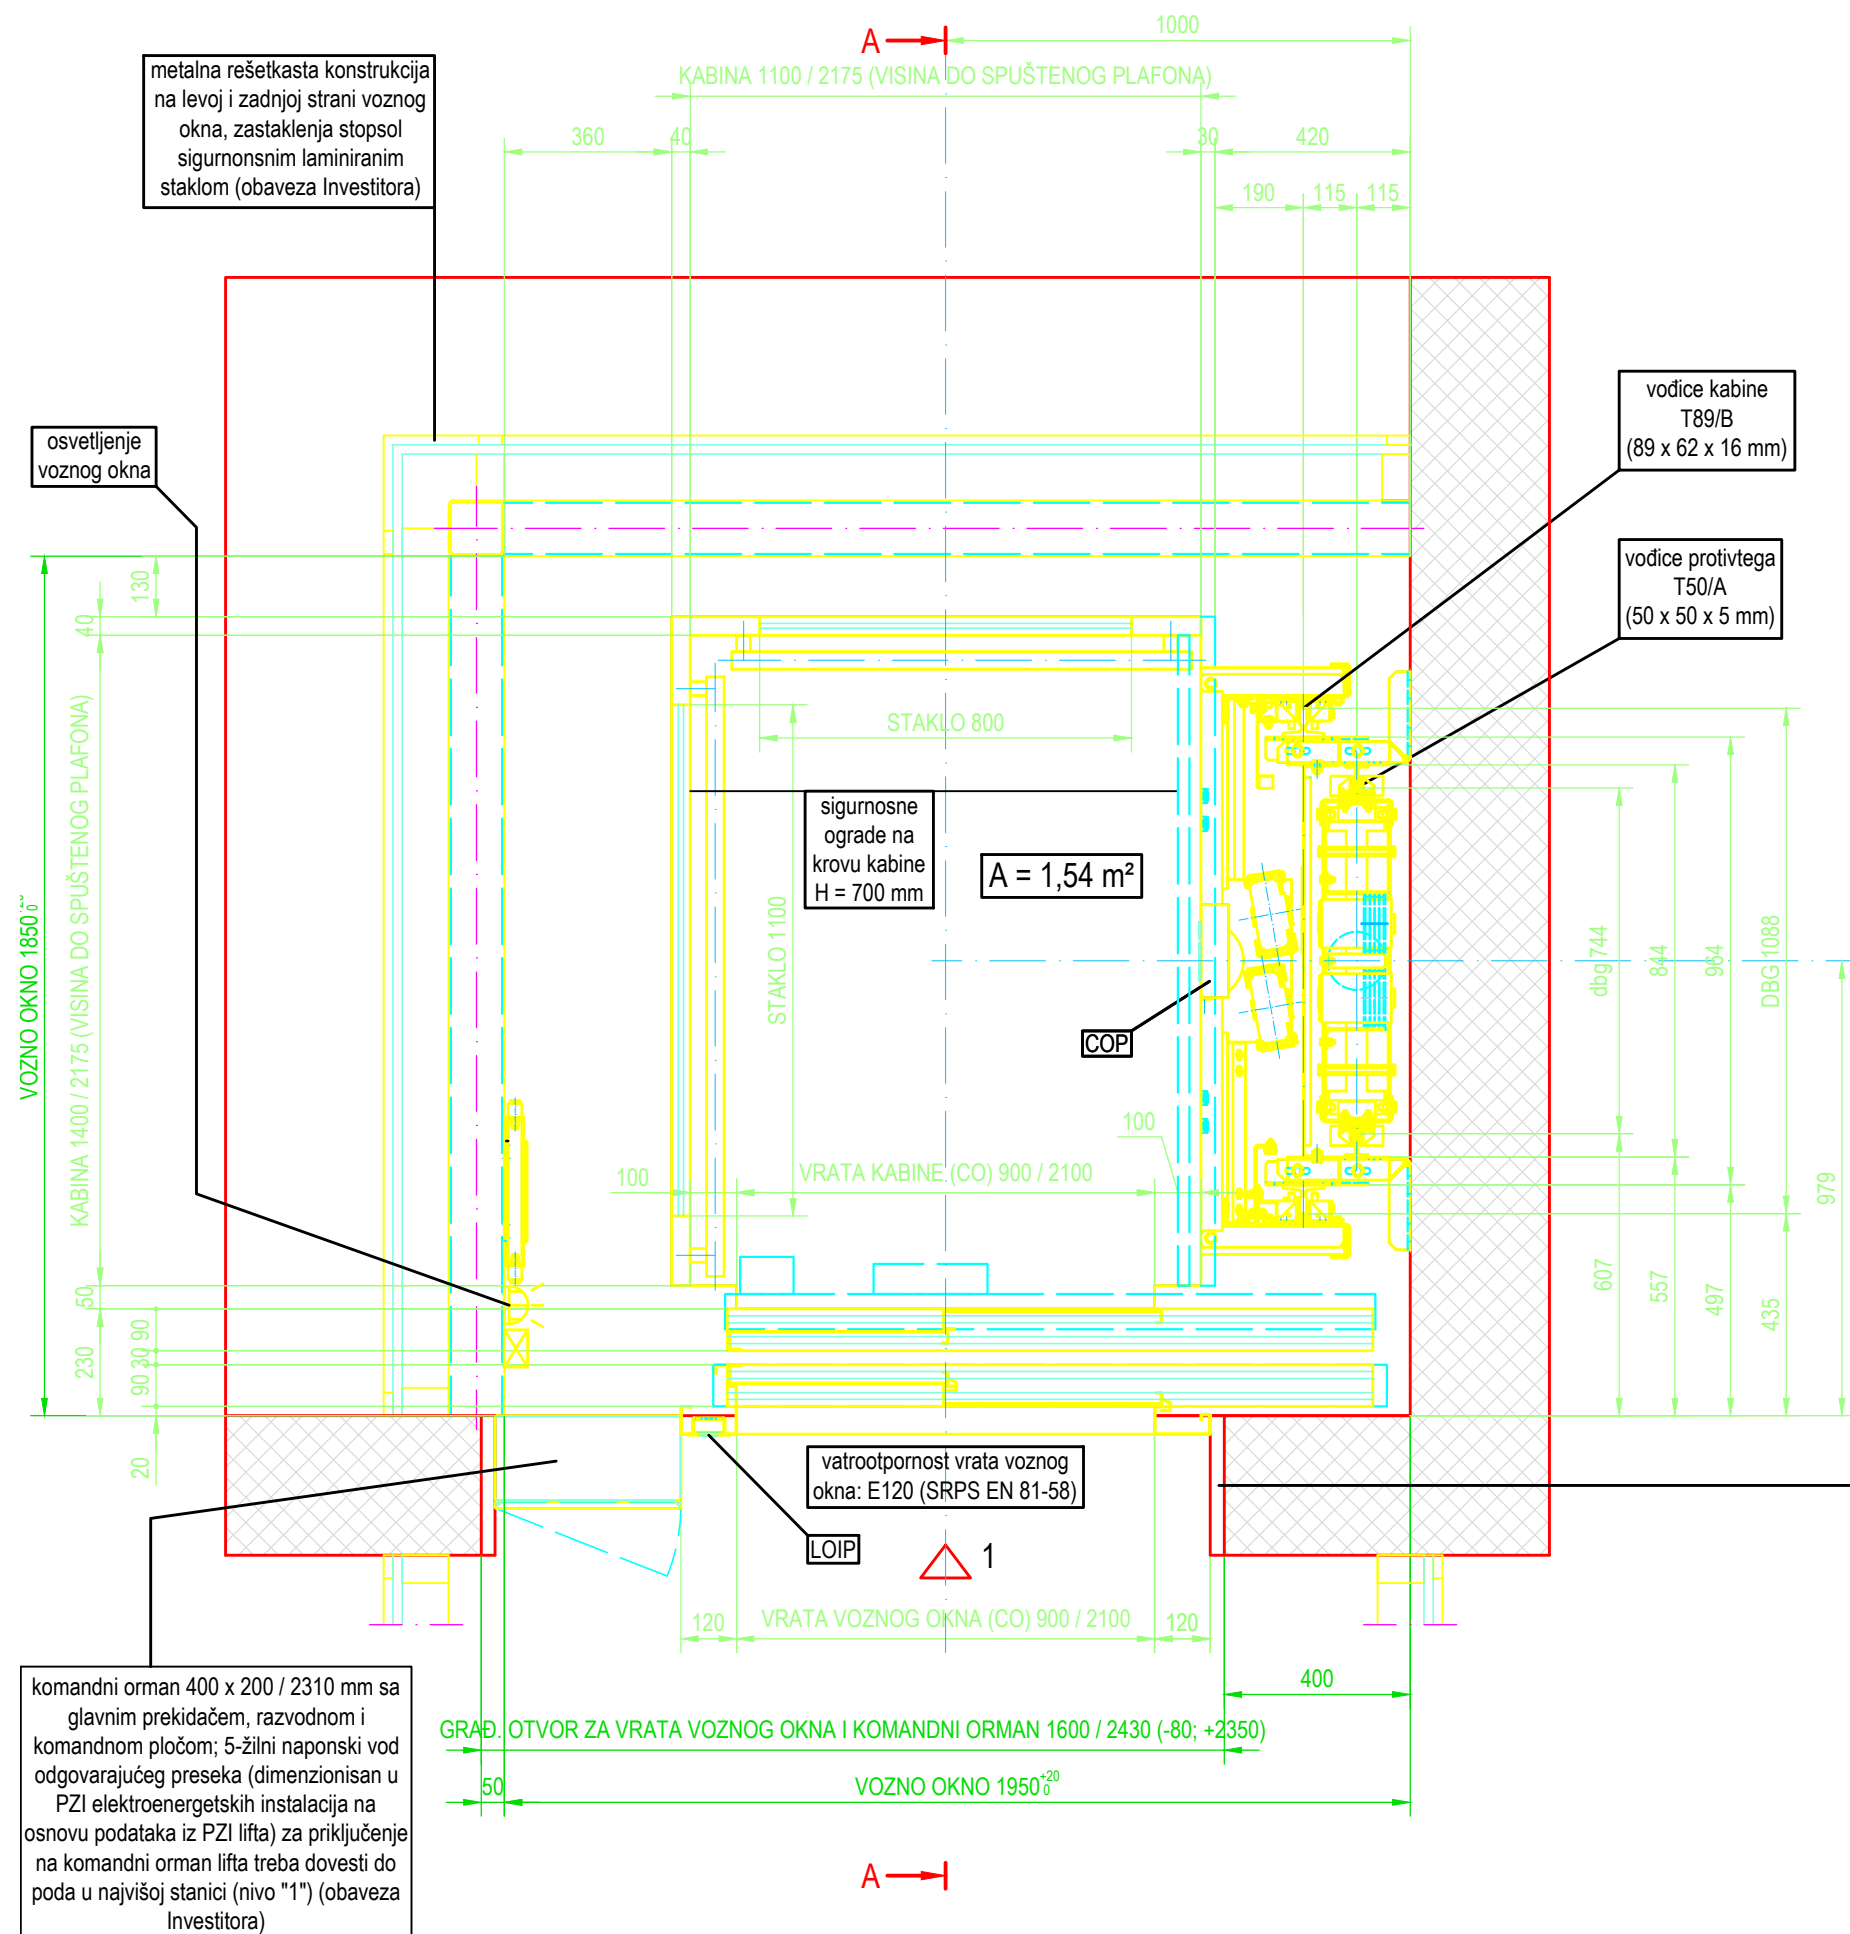 A
1000
KABINA 1100 / 2175 (VISINA DO SPUŠTENOG PLAFONA)
metalna rešetkasta konstrukcija
na levoj i zadnjoj strani voznog
okna, zastaklenja stopsol
sigurnonsnim laminiranim
staklom (obaveza Investitora)
360
40
30
420
190
115
115
vođice kabine
T89/B
(89 x 62 x 16 mm)
osvetljenje
voznog okna
vođice protivtega
T50/A
(50 x 50 x 5 mm)
130
40
STAKLO 800
sigurnosne
ograde na
krovu kabine
H = 700 mm
A = 1,54 m²
STAKLO 1100
VOZNO OKNO 1850
KABINA 1400 / 2175 (VISINA DO SPUŠTENOG PLAFONA)
dbg 744
844
964
DBG 1088
COP
100
100
VRATA KABINE (CO) 900 / 2100
979
607
557
497
435
50
90
30
90
230
20
vatrootpornost vrata voznog
okna: E120 (SRPS EN 81-58)
LOIP
1
120
VRATA VOZNOG OKNA (CO) 900 / 2100
120
400
GRAĐ. OTVOR ZA VRATA VOZNOG OKNA I KOMANDNI ORMAN 1600 / 2430 (-80; +2350)
50
VOZNO OKNO 1950 +20 0
komandni orman 400 x 200 / 2310 mm sa
glavnim prekidačem, razvodnom i
komandnom pločom; 5-žilni naponski vod
odgovarajućeg preseka (dimenzionisan u
PZI elektroenergetskih instalacija na
osnovu podataka iz PZI lifta) za priključenje
na komandni orman lifta treba dovesti do
poda u najvišoj stanici (nivo "1") (obaveza
Investitora)
A